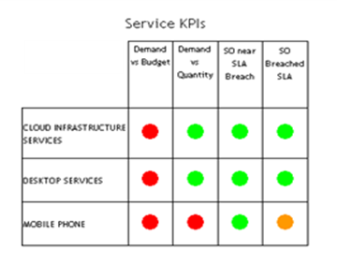 Service KPIs
Demand
vs Budget
Demand
vs
Quantity
SO near
SLA
Breach
SO
Breached
SLA
CLOUD INFRASTRUCTURE
SERVICES
DESKTOP SERVICES
MOBILE PHONE